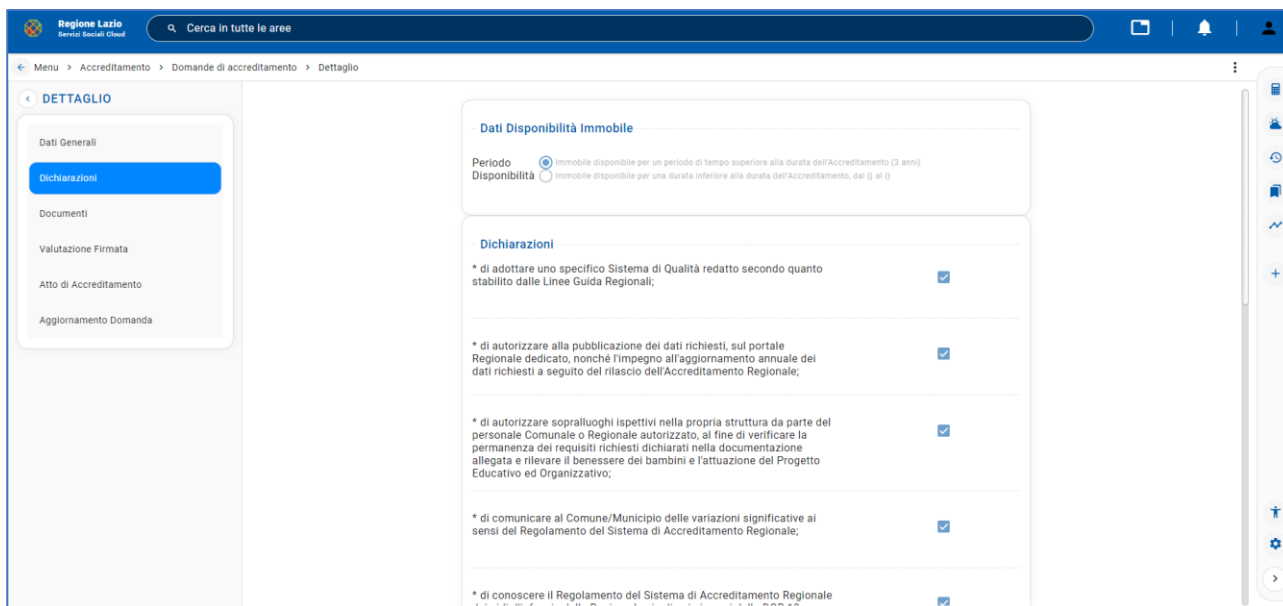 Regione Lazio
Servizi Sociali Cloud
Cerca in tutte le aree
Menu > Accreditamento > Domande di accreditamento > Dettaglio
DETTAGLIO
Dati Generali
Dichiarazioni
Documenti
Valutazione Firmata
Atto di Accreditamento
Aggiornamento Domanda
Dati Disponibilità Immobile
Periodo Disponibilità
Immobile disponibile per un periodo di tempo superiore alla durata dell'Accreditamento (3 anni)
Immobile disponibile per una durata inferiore alla durata dell'Accreditamento, dal () al ()
Dichiarazioni
* di adottare uno specifico Sistema di Qualità redatto secondo quanto
stabilito dalle Linee Guida Regionali;
* di autorizzare alla pubblicazione dei dati richiesti, sul portale
Regionale dedicato, nonché l'impegno all'aggiornamento annuale dei
dati richiesti a seguito del rilascio dell'Accreditamento Regionale;
* di autorizzare sopralluoghi ispettivi nella propria struttura da parte del
personale Comunale o Regionale autorizzato, al fine di verificare la
permanenza dei requisiti richiesti dichiarati nella documentazione
allegata e rilevare il benessere dei bambini e l'attuazione del Progetto
Educativo ed Organizzativo;
* di comunicare al Comune/Municipio delle variazioni significative ai
sensi del Regolamento del Sistema di Accreditamento Regionale;
* di conoscere il Regolamento del Sistema di Accreditamento Regionale